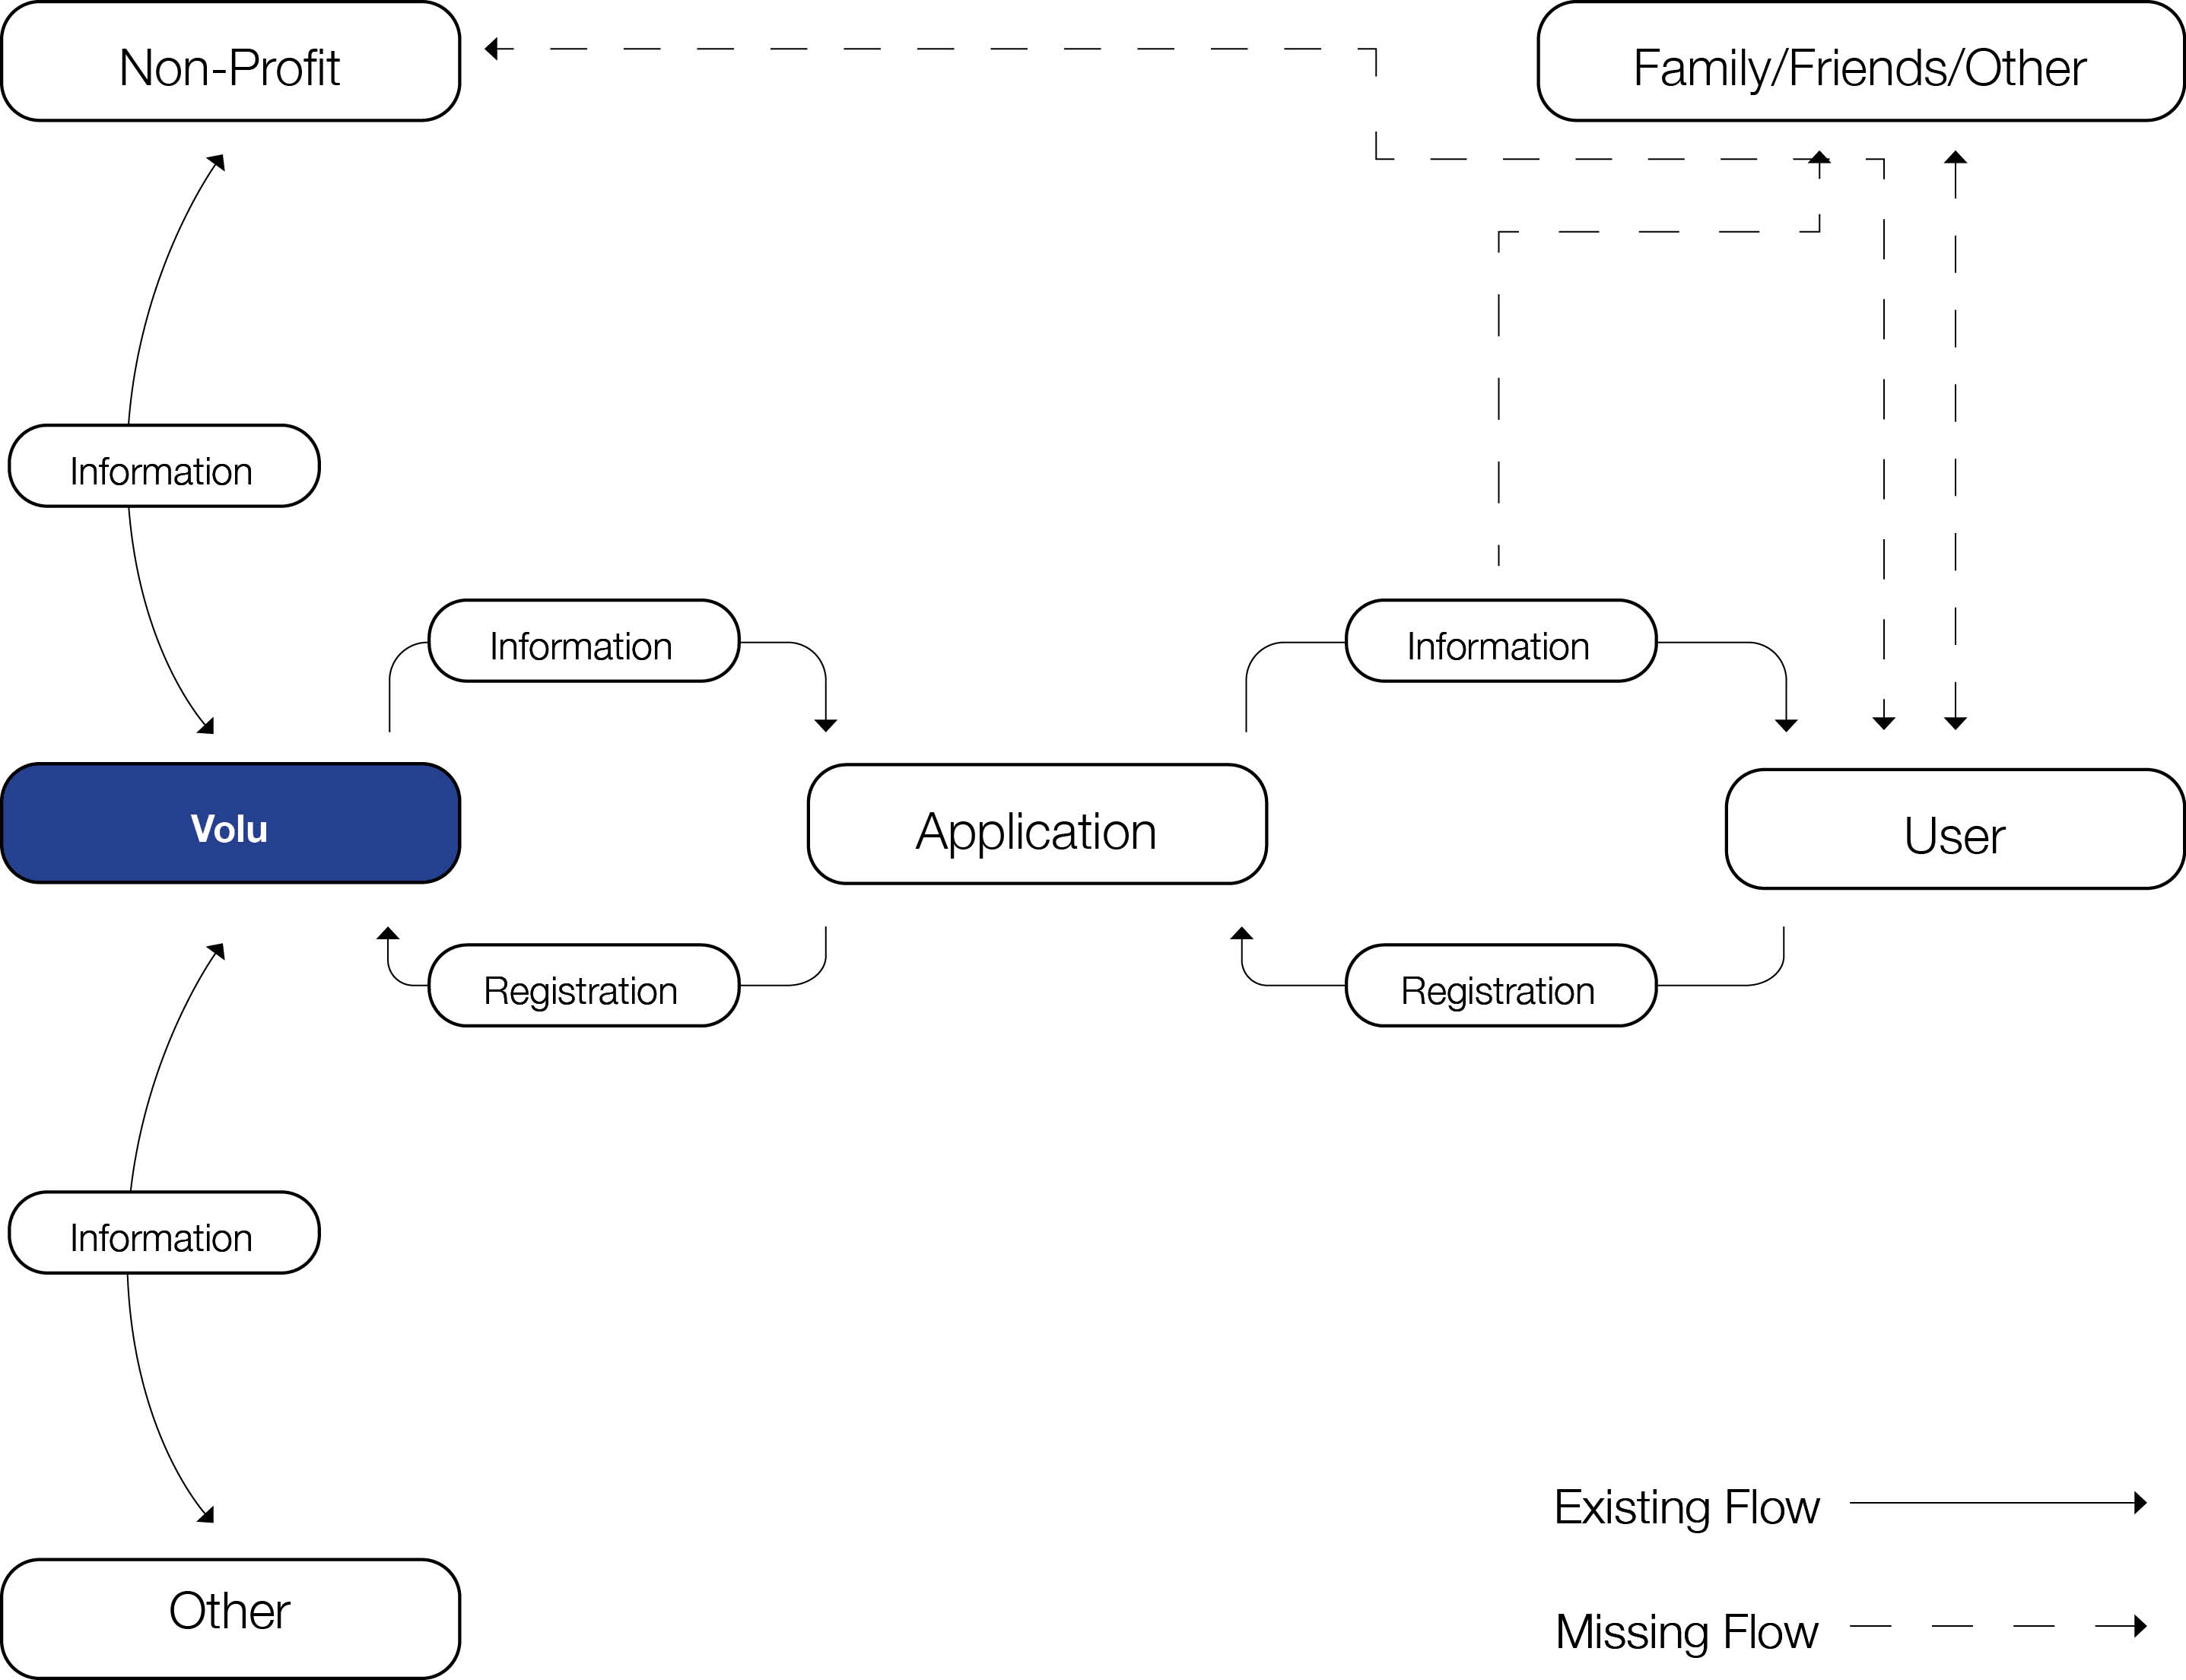 Non-Profit
Family/Friends/Other
Information
Information
Information
Volu
Application
User
Registration
Registration
Information
Existing Flow
Other
Missing Flow